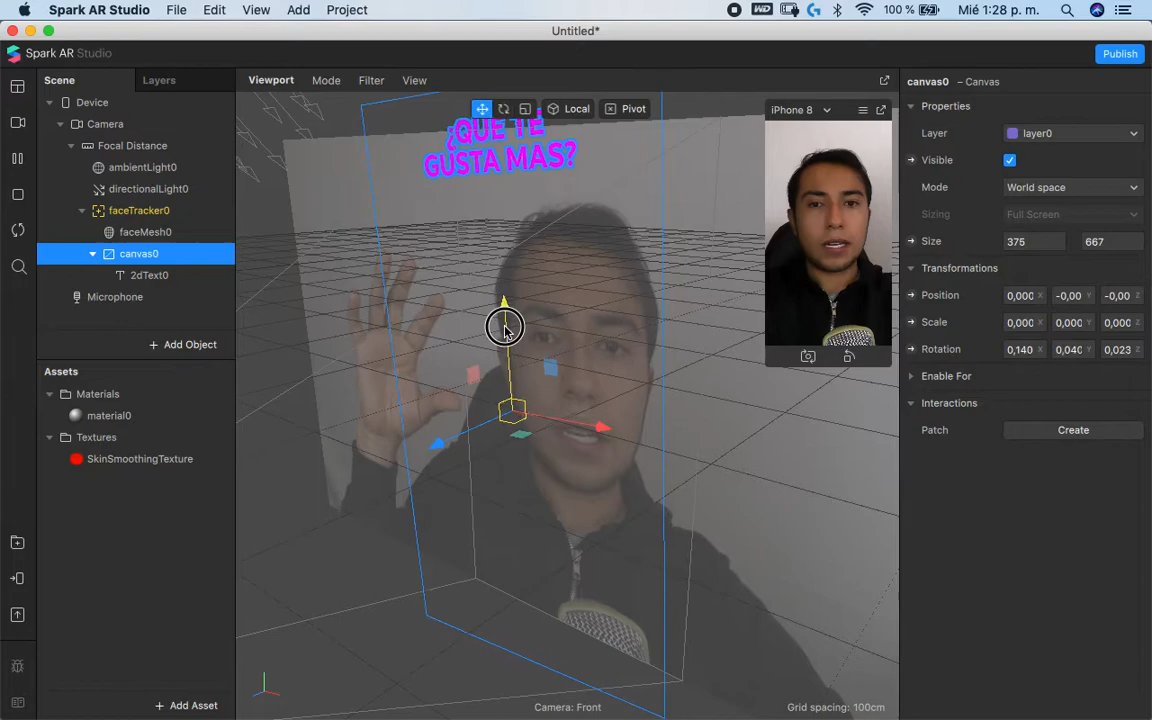 Spark AR Studio File Edit View Add Project 100 % Mié 1:28 p. m.
Untitled*
Spark AR Studio
Publish
Scene Layers
Device
Camera
Focal Distance
ambientLight0
directionalLight0
faceTracker0
faceMesh0
canvas0
2dText0
Microphone
Add Object
Assets
Materials
material0
Textures
SkinSmoothingTexture
Add Asset
Viewport Mode Filter View
Local Pivot
¿QUE TE
GUSTA MAS?
iPhone 8
Camera: Front
Grid spacing: 100cm
canvas0 – Canvas
Properties
Layer layer0
Visible
Mode World space
Sizing Full Screen
Size 375 667
Transformations
Position 0,000 X -0,00 Y -0,00 Z
Scale 0,000 X 0,000 Y 0,000 Z
Rotation 0,140 X 0,040 Y 0,023 Z
Enable For
Interactions
Patch Create